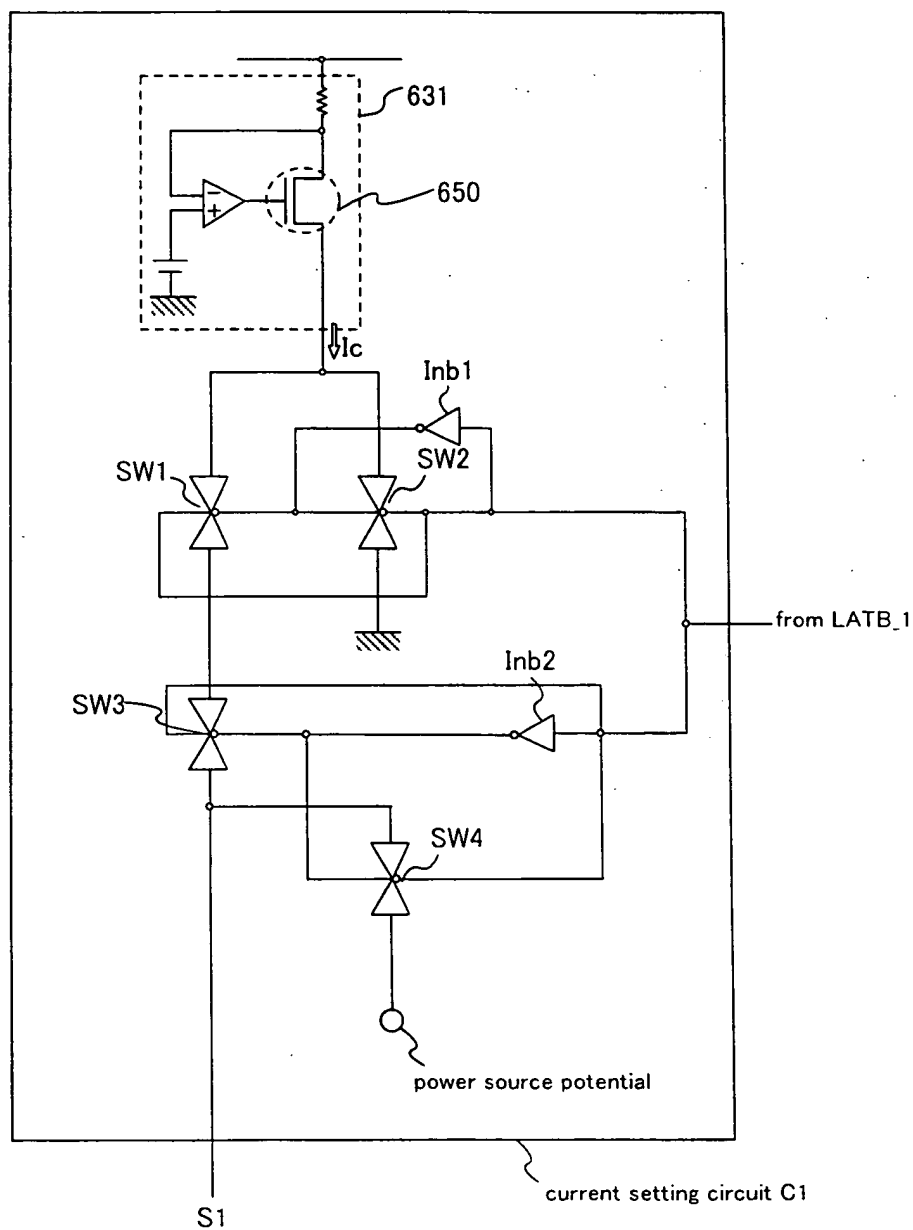 631
−
+
650
Ic
Inb1
SW1
SW2
from LATB_1
Inb2
SW3
SW4
power source potential
current setting circuit C1
S1